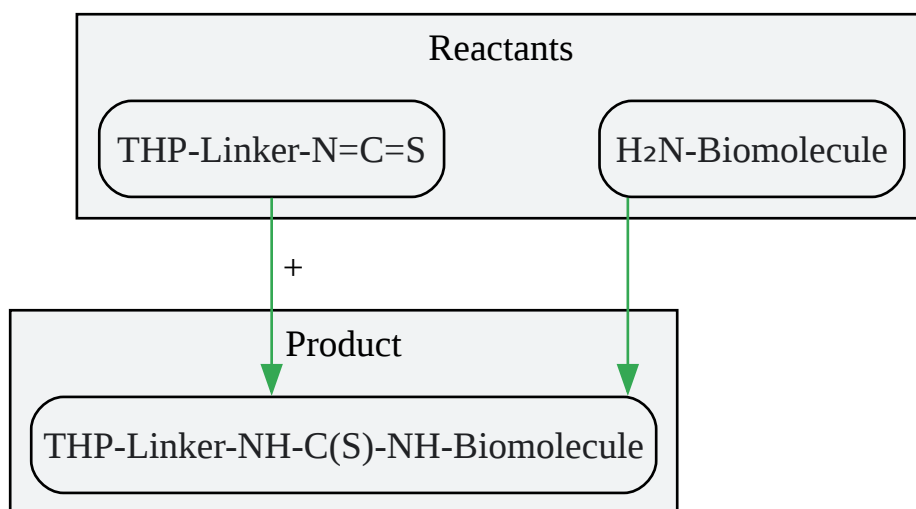 Reactants
THP-Linker-N=C=S
H₂N-Biomolecule
+
Product
THP-Linker-NH-C(S)-NH-Biomolecule